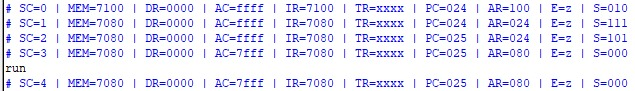 # SC=0 | MEM=7100 | DR=0000 | AC=ffff | IR=7100 | TR=xxxx | PC=024 | AR=100 | E=z | S=010
# SC=1 | MEM=7080 | DR=0000 | AC=ffff | IR=7100 | TR=xxxx | PC=024 | AR=024 | E=z | S=111
# SC=2 | MEM=7080 | DR=0000 | AC=ffff | IR=7080 | TR=xxxx | PC=025 | AR=024 | E=z | S=101
# SC=3 | MEM=7080 | DR=0000 | AC=7fff | IR=7080 | TR=xxxx | PC=025 | AR=080 | E=z | S=000
run
# SC=4 | MEM=7080 | DR=0000 | AC=7fff | IR=7080 | TR=xxxx | PC=025 | AR=080 | E=z | S=000